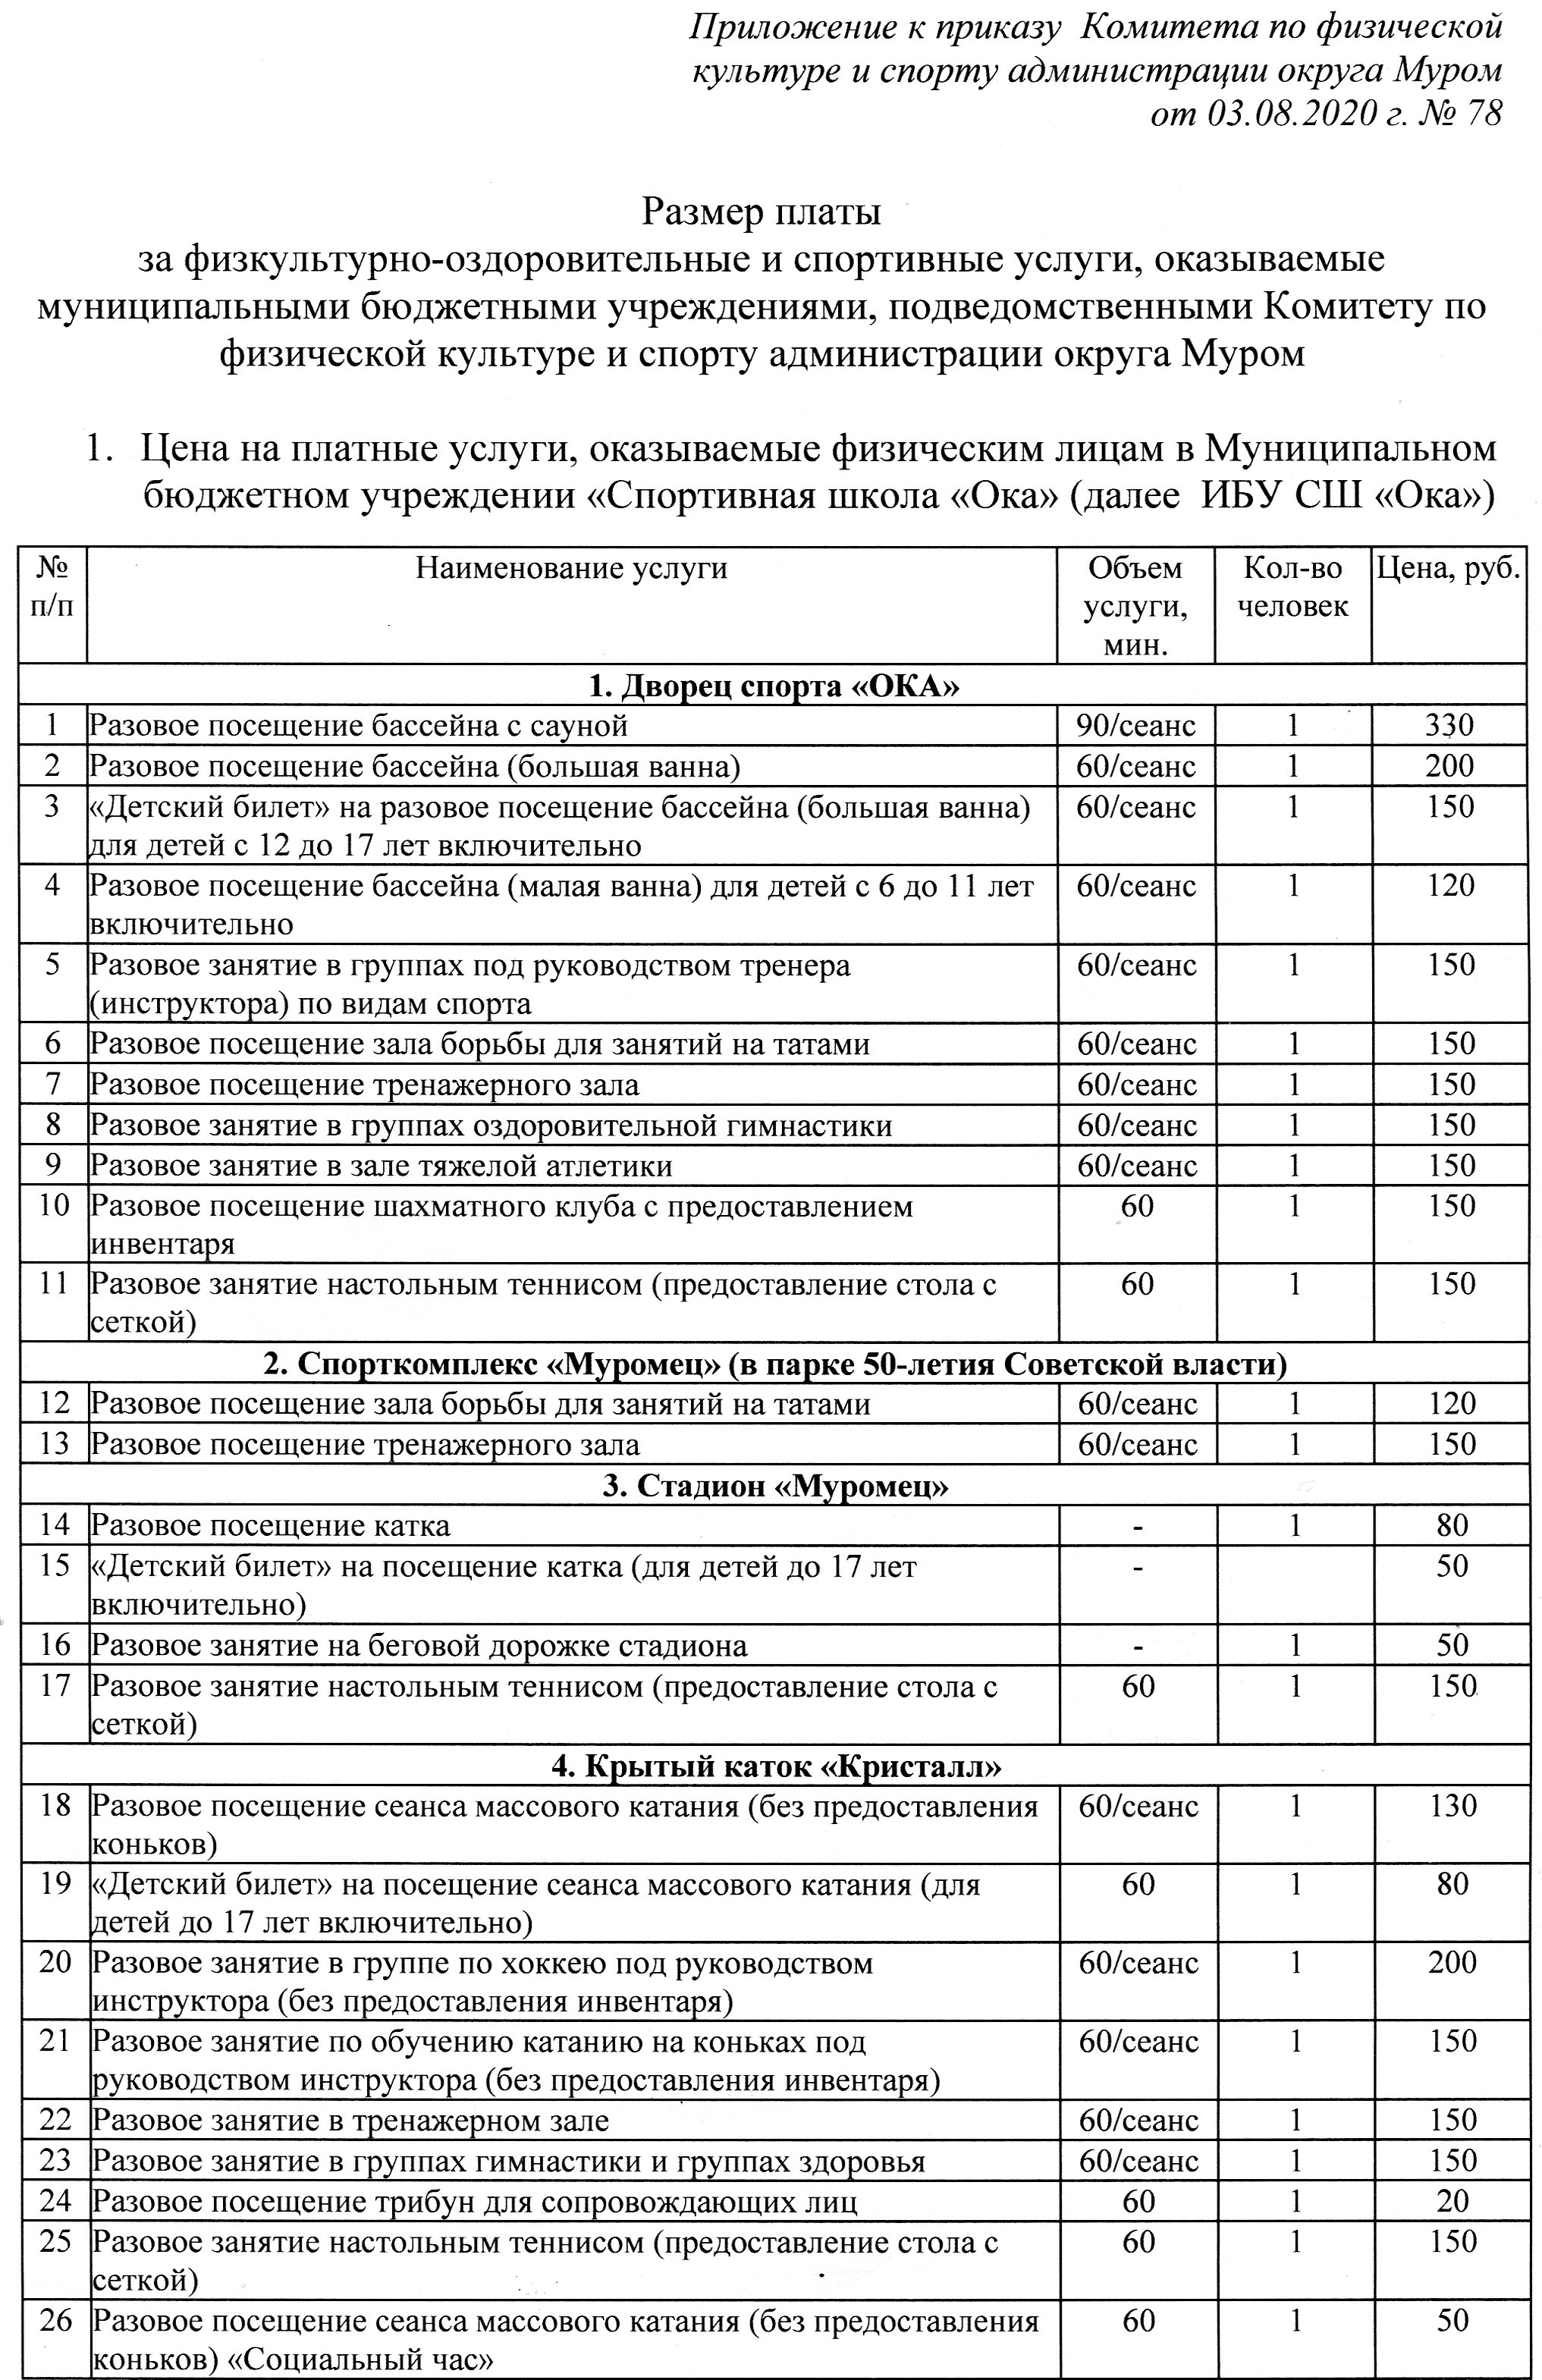 Приложение к приказу  Комитета по физической
культуре и спорту администрации округа Муром
от 03.08.2020 г. № 78
Размер платы
за физкультурно-оздоровительные и спортивные услуги, оказываемые
муниципальными бюджетными учреждениями, подведомственными Комитету по
физической культуре и спорту администрации округа Муром
1. Цена на платные услуги, оказываемые физическим лицам в Муниципальном
бюджетном учреждении «Спортивная школа «Ока» (далее  ИБУ СШ «Ока»)
№ Наименование услуги Объем Кол-во Цена, руб.
п/п услуги, человек
мин.
1. Дворец спорта «ОКА»
1 Разовое посещение бассейна с сауной 90/сеанс 1 330
2 Разовое посещение бассейна (большая ванна) 60/сеанс 1 200
3 «Детский билет» на разовое посещение бассейна (большая ванна) 60/сеанс 1 150
для детей с 12 до 17 лет включительно
4 Разовое посещение бассейна (малая ванна) для детей с 6 до 11 лет 60/сеанс 1 120
включительно
5 Разовое занятие в группах под руководством тренера 60/сеанс 1 150
(инструктора) по видам спорта
6 Разовое посещение зала борьбы для занятий на татами 60/сеанс 1 150
7 Разовое посещение тренажерного зала 60/сеанс 1 150
8 Разовое занятие в группах оздоровительной гимнастики 60/сеанс 1 150
9 Разовое занятие в зале тяжелой атлетики 60/сеанс 1 150
10 Разовое посещение шахматного клуба с предоставлением 60 1 150
инвентаря
11 Разовое занятие настольным теннисом (предоставление стола с 60 1 150
сеткой)
2. Спорткомплекс «Муромец» (в парке 50-летия Советской власти)
12 Разовое посещение зала борьбы для занятий на татами 60/сеанс 1 120
13 Разовое посещение тренажерного зала 60/сеанс 1 150
3. Стадион «Муромец»
14 Разовое посещение катка - 1 80
15 «Детский билет» на посещение катка (для детей до 17 лет - 50
включительно)
16 Разовое занятие на беговой дорожке стадиона - 1 50
17 Разовое занятие настольным теннисом (предоставление стола с 60 1 150
сеткой)
4. Крытый каток «Кристалл»
18 Разовое посещение сеанса массового катания (без предоставления 60/сеанс 1 130
коньков)
19 «Детский билет» на посещение сеанса массового катания (для 60 1 80
детей до 17 лет включительно)
20 Разовое занятие в группе по хоккею под руководством 60/сеанс 1 200
инструктора (без предоставления инвентаря)
21 Разовое занятие по обучению катанию на коньках под 60/сеанс 1 150
руководством инструктора (без предоставления инвентаря)
22 Разовое занятие в тренажерном зале 60/сеанс 1 150
23 Разовое занятие в группах гимнастики и группах здоровья 60/сеанс 1 150
24 Разовое посещение трибун для сопровождающих лиц 60 1 20
25 Разовое занятие настольным теннисом (предоставление стола с 60 1 150
сеткой)
26 Разовое посещение сеанса массового катания (без предоставления 60 1 50
коньков) «Социальный час»